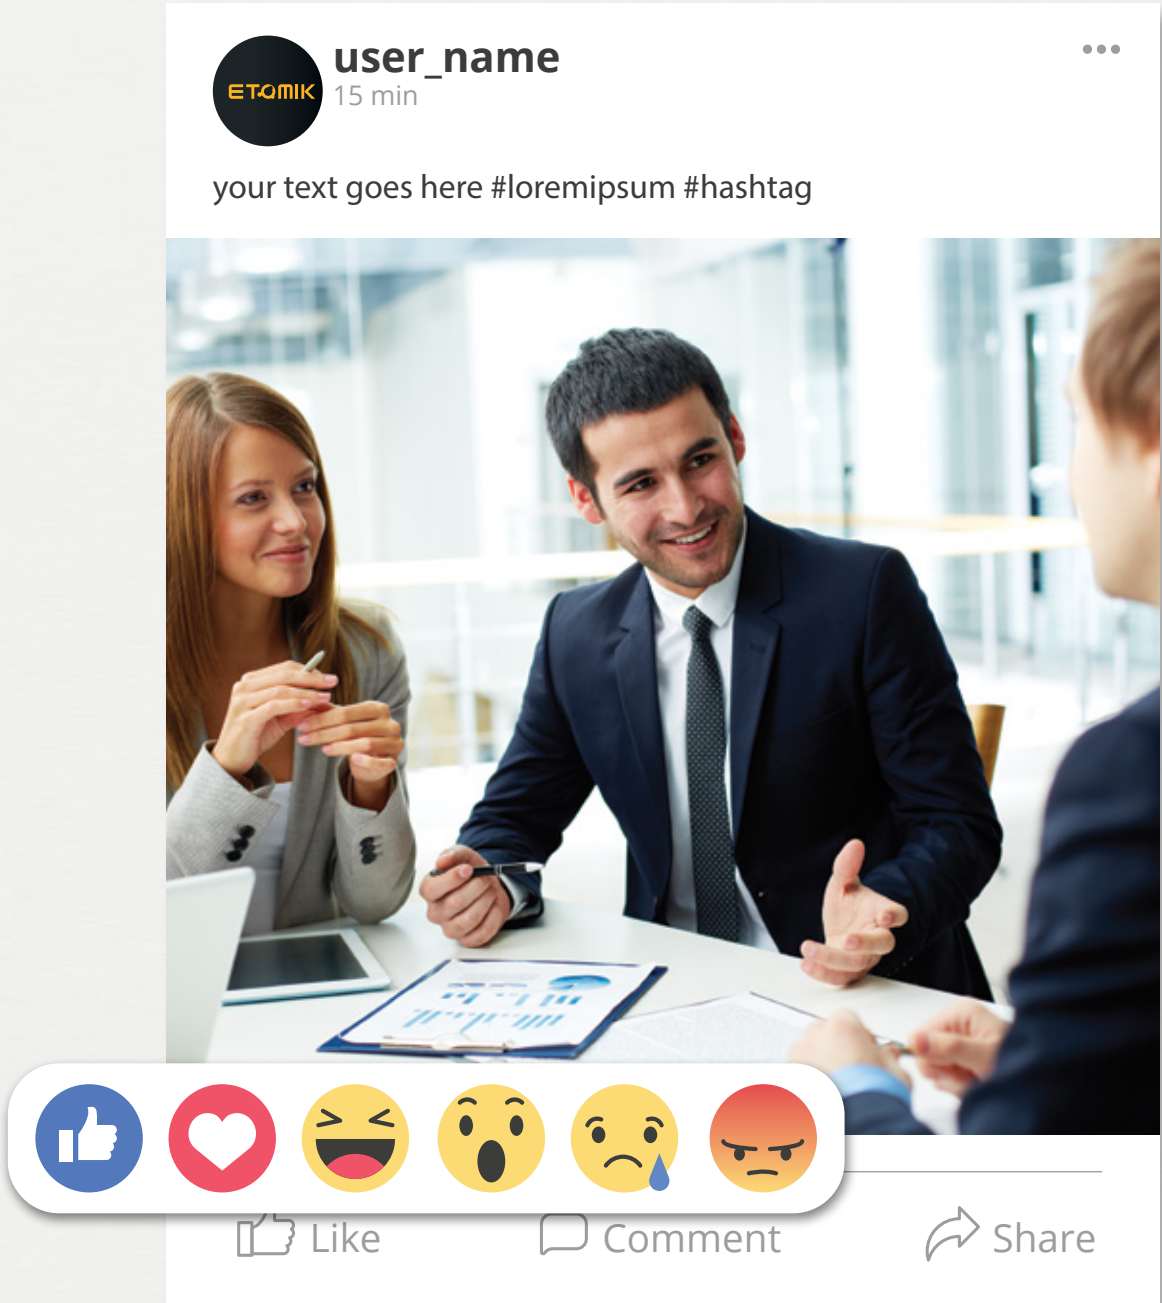 ETOMIK
user_name
15 min
your text goes here #loremipsum #hashtag
Like
Comment
Share